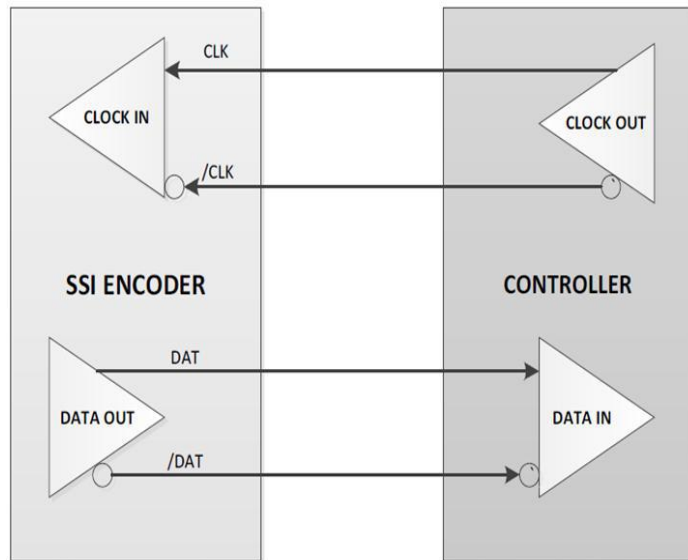 CLK
CLOCK IN
CLOCK OUT
/CLK
SSI ENCODER
CONTROLLER
DAT
DATA OUT
DATA IN
/DAT